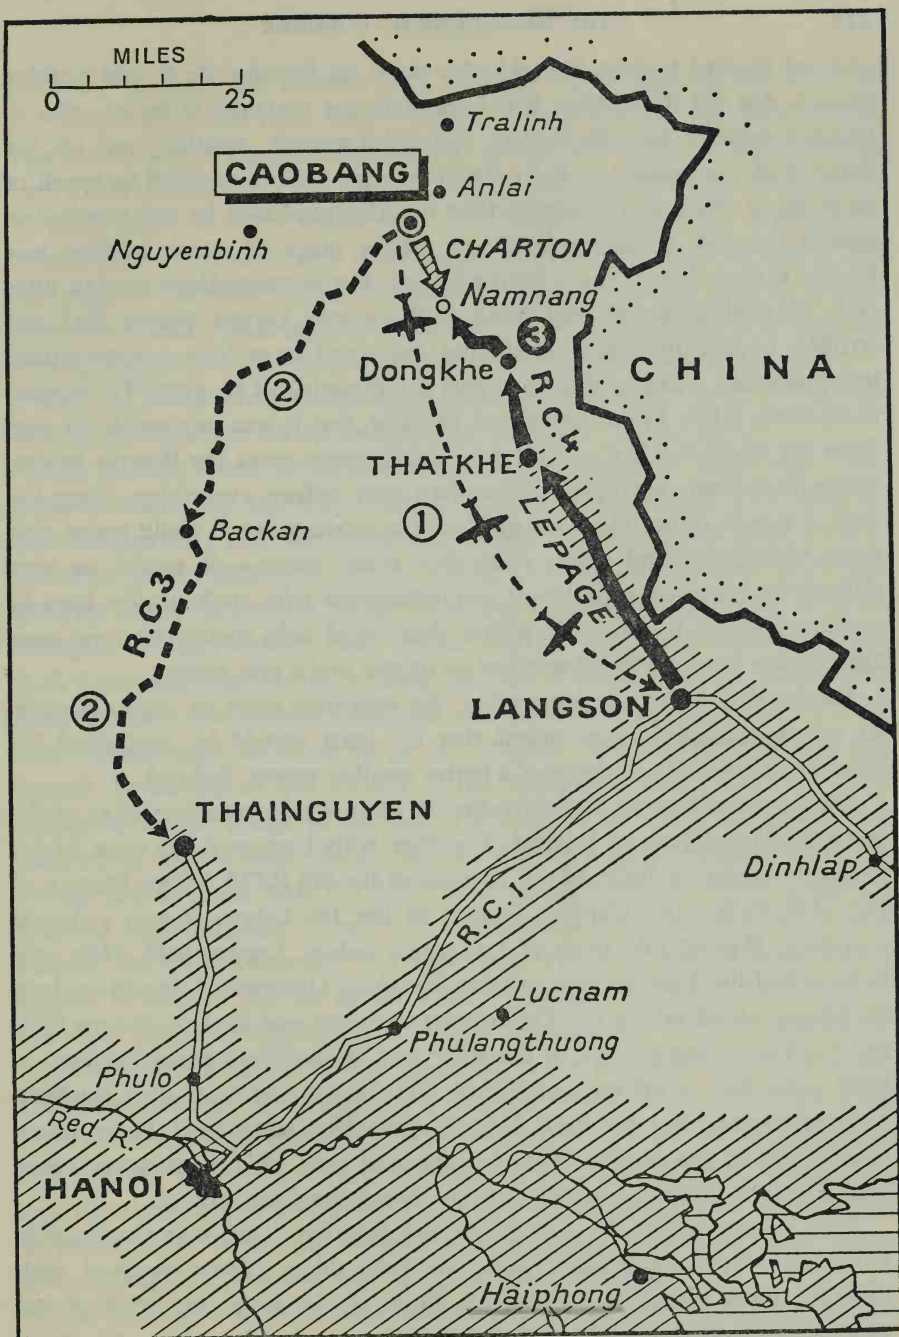 MILES
0 25
Tralinh
CAOBANG
Anlai
Nguyenbinh
CHARTON
Namnang
3
Dongkhe
R.C.4
CHINA
2
THATKHE
LEPAGE
1
Backan
R.C.3
2
LANGSON
THAINGUYEN
Dinhlap
R.C.1
Lucnam
Phulangthuong
Phulo
Red R.
HANOI
Haiphong